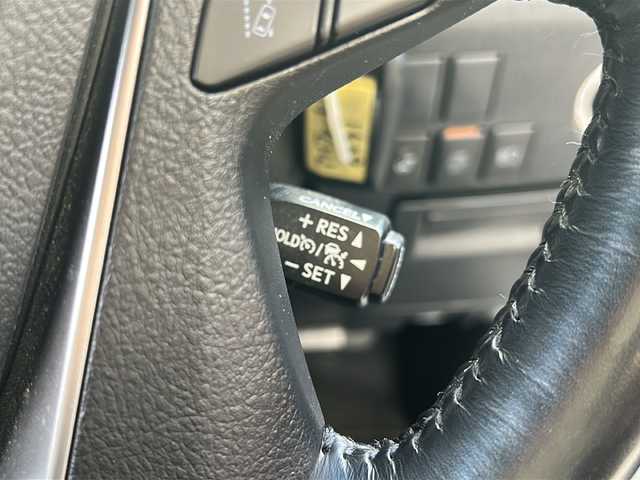 CANCEL▼
+ RES ▲
HOLD / ◀
− SET ▼